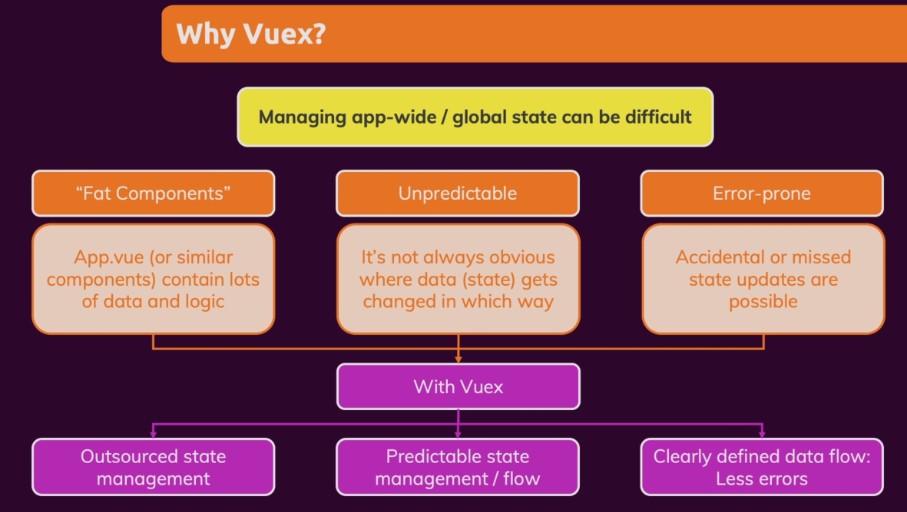 Why Vuex?
Managing app-wide / global state can be difficult
“Fat Components”
App.vue (or similar
components) contain lots
of data and logic
Unpredictable
It’s not always obvious
where data (state) gets
changed in which way
Error-prone
Accidental or missed
state updates are
possible
With Vuex
Outsourced state
management
Predictable state
management / flow
Clearly defined data flow:
Less errors